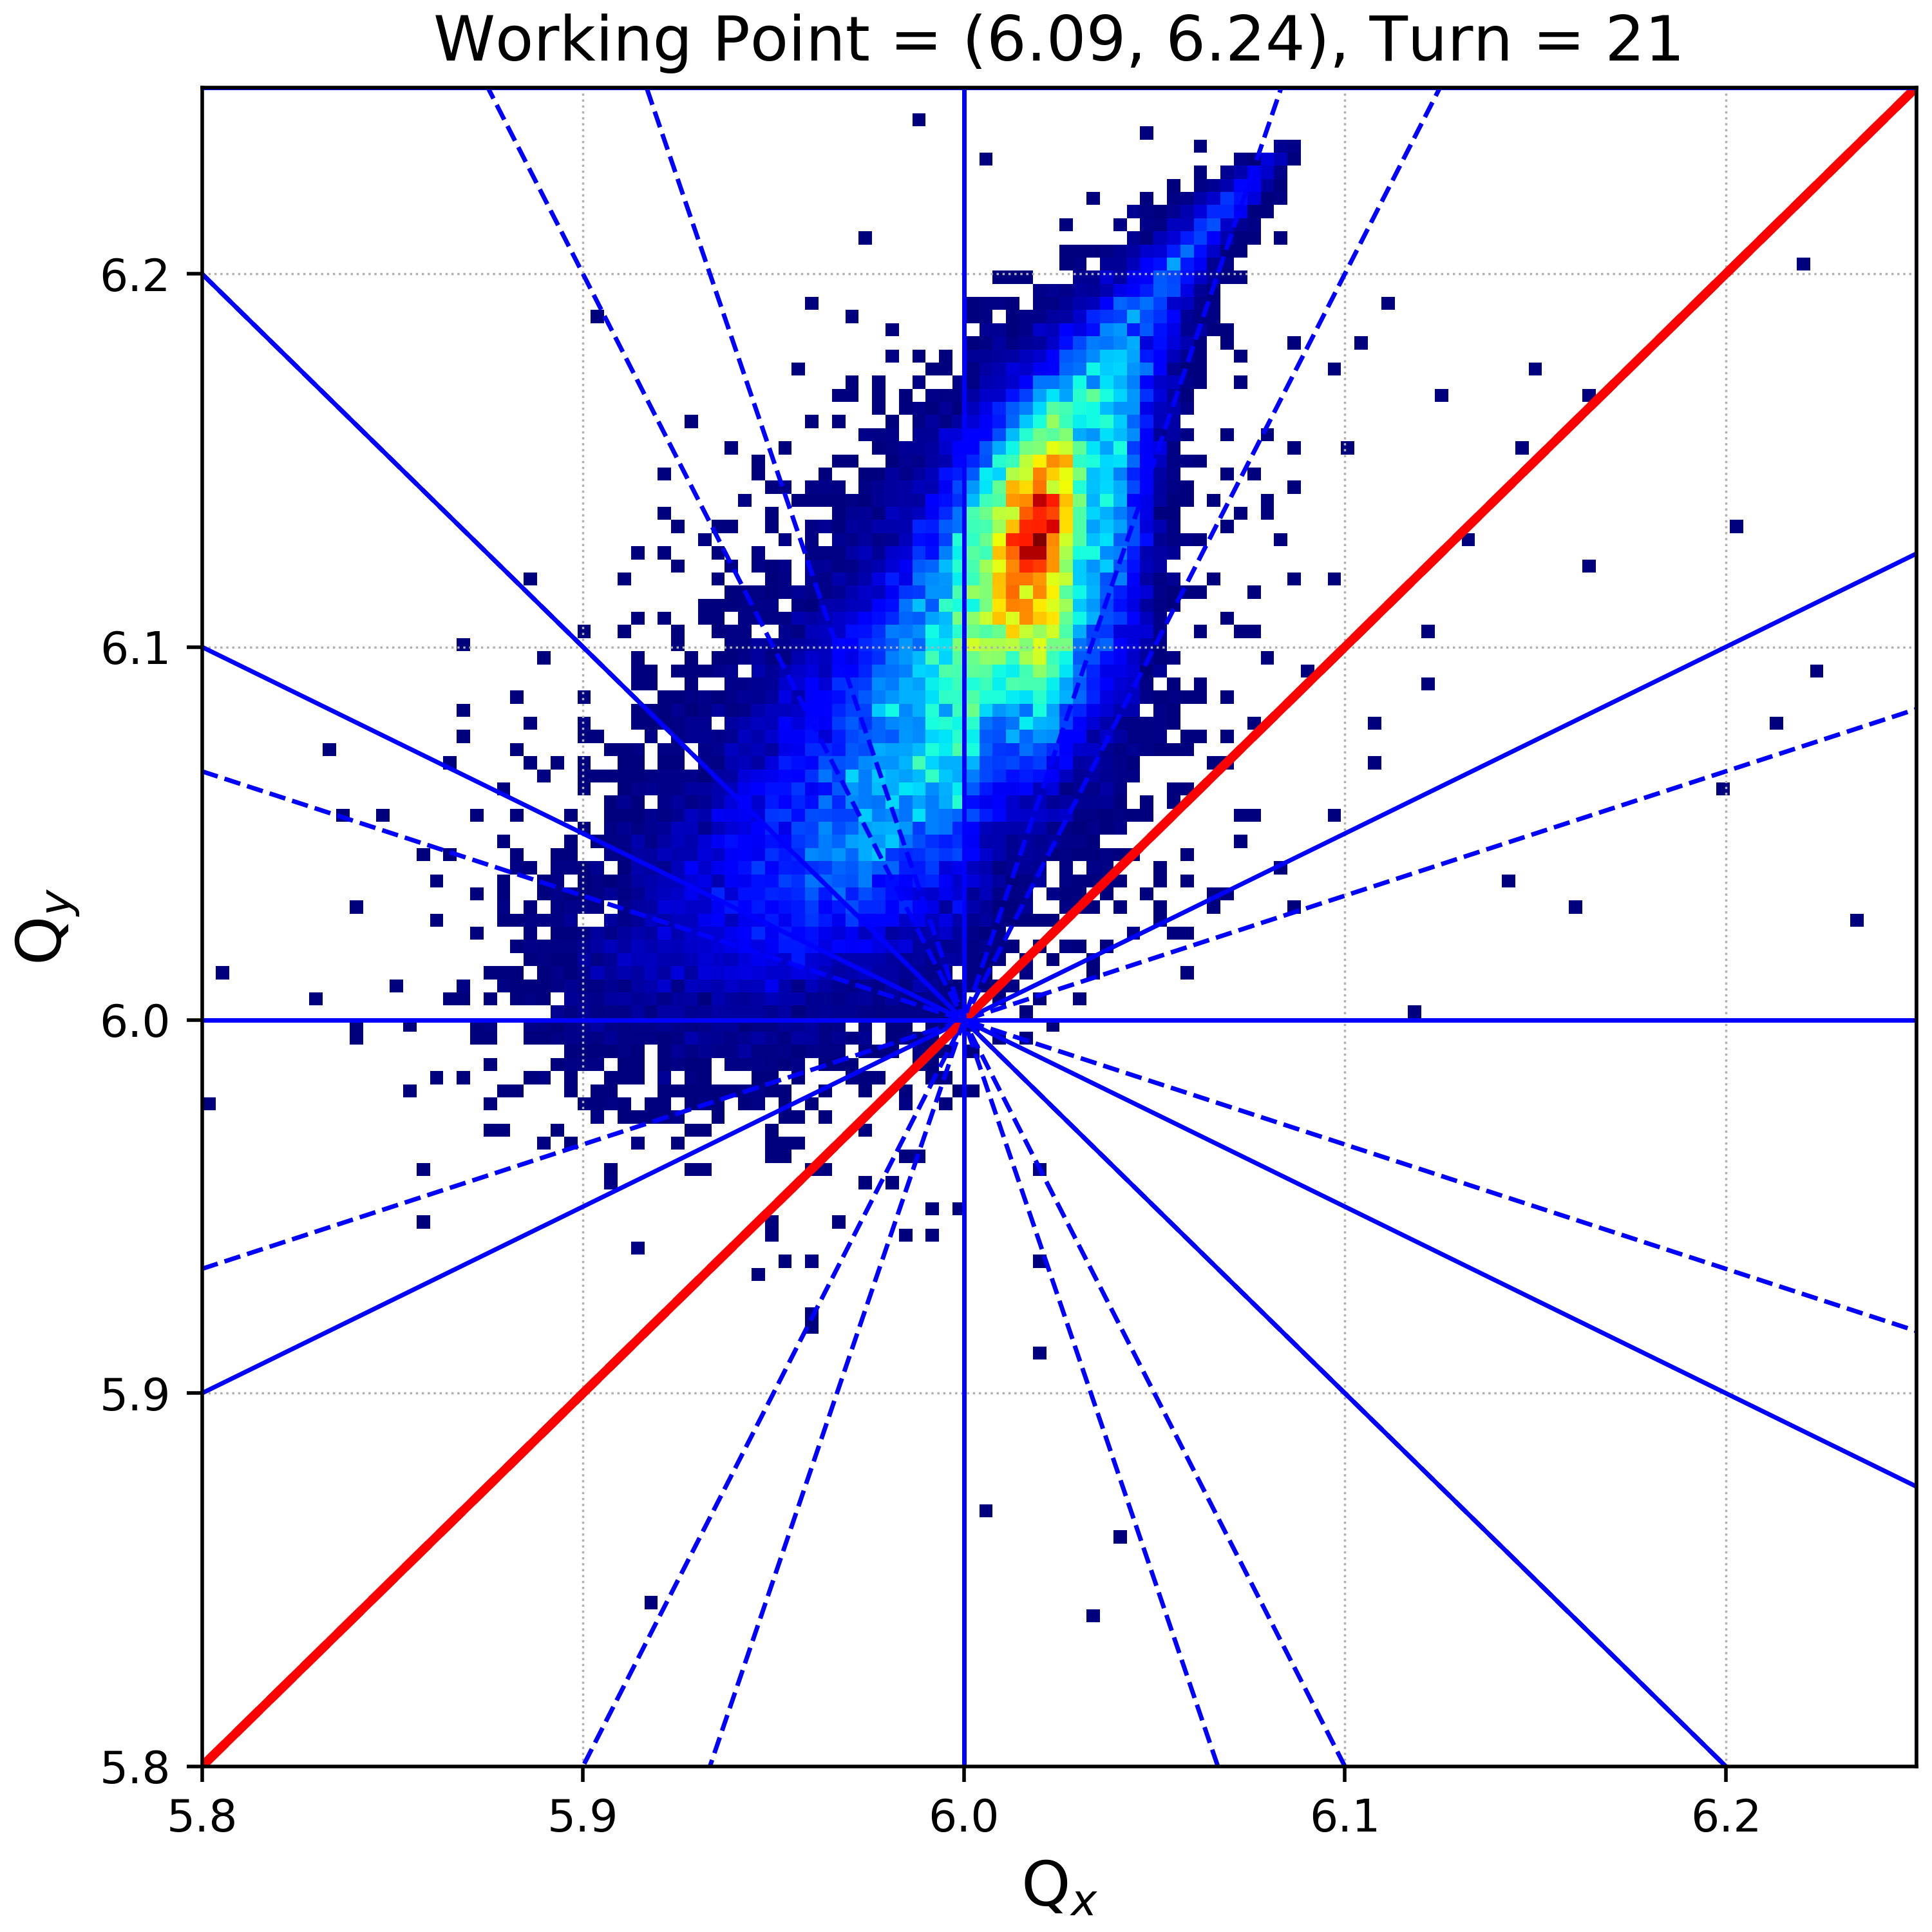 Working Point = (6.09, 6.24), Turn = 21
6.2
6.1
6.0
5.9
5.8
Qy
5.8 5.9 6.0 6.1 6.2
Qx